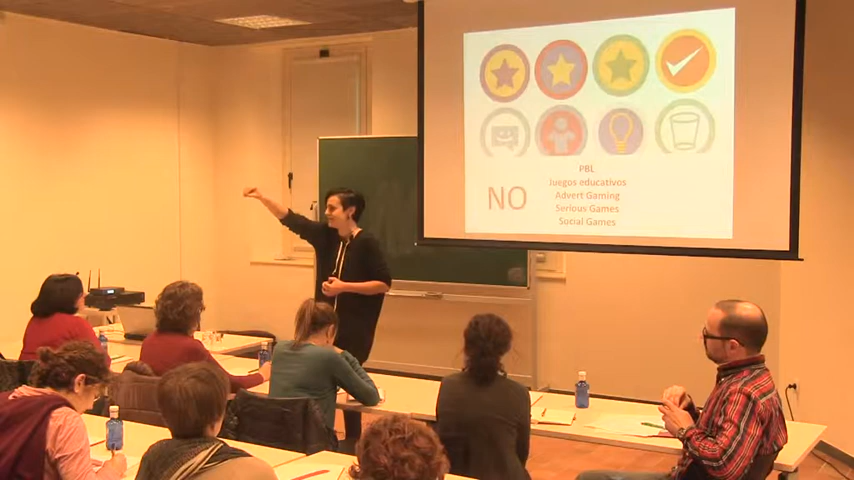 PBL
Juegos educativos
NO
Advert Gaming
Serious Games
Social Games